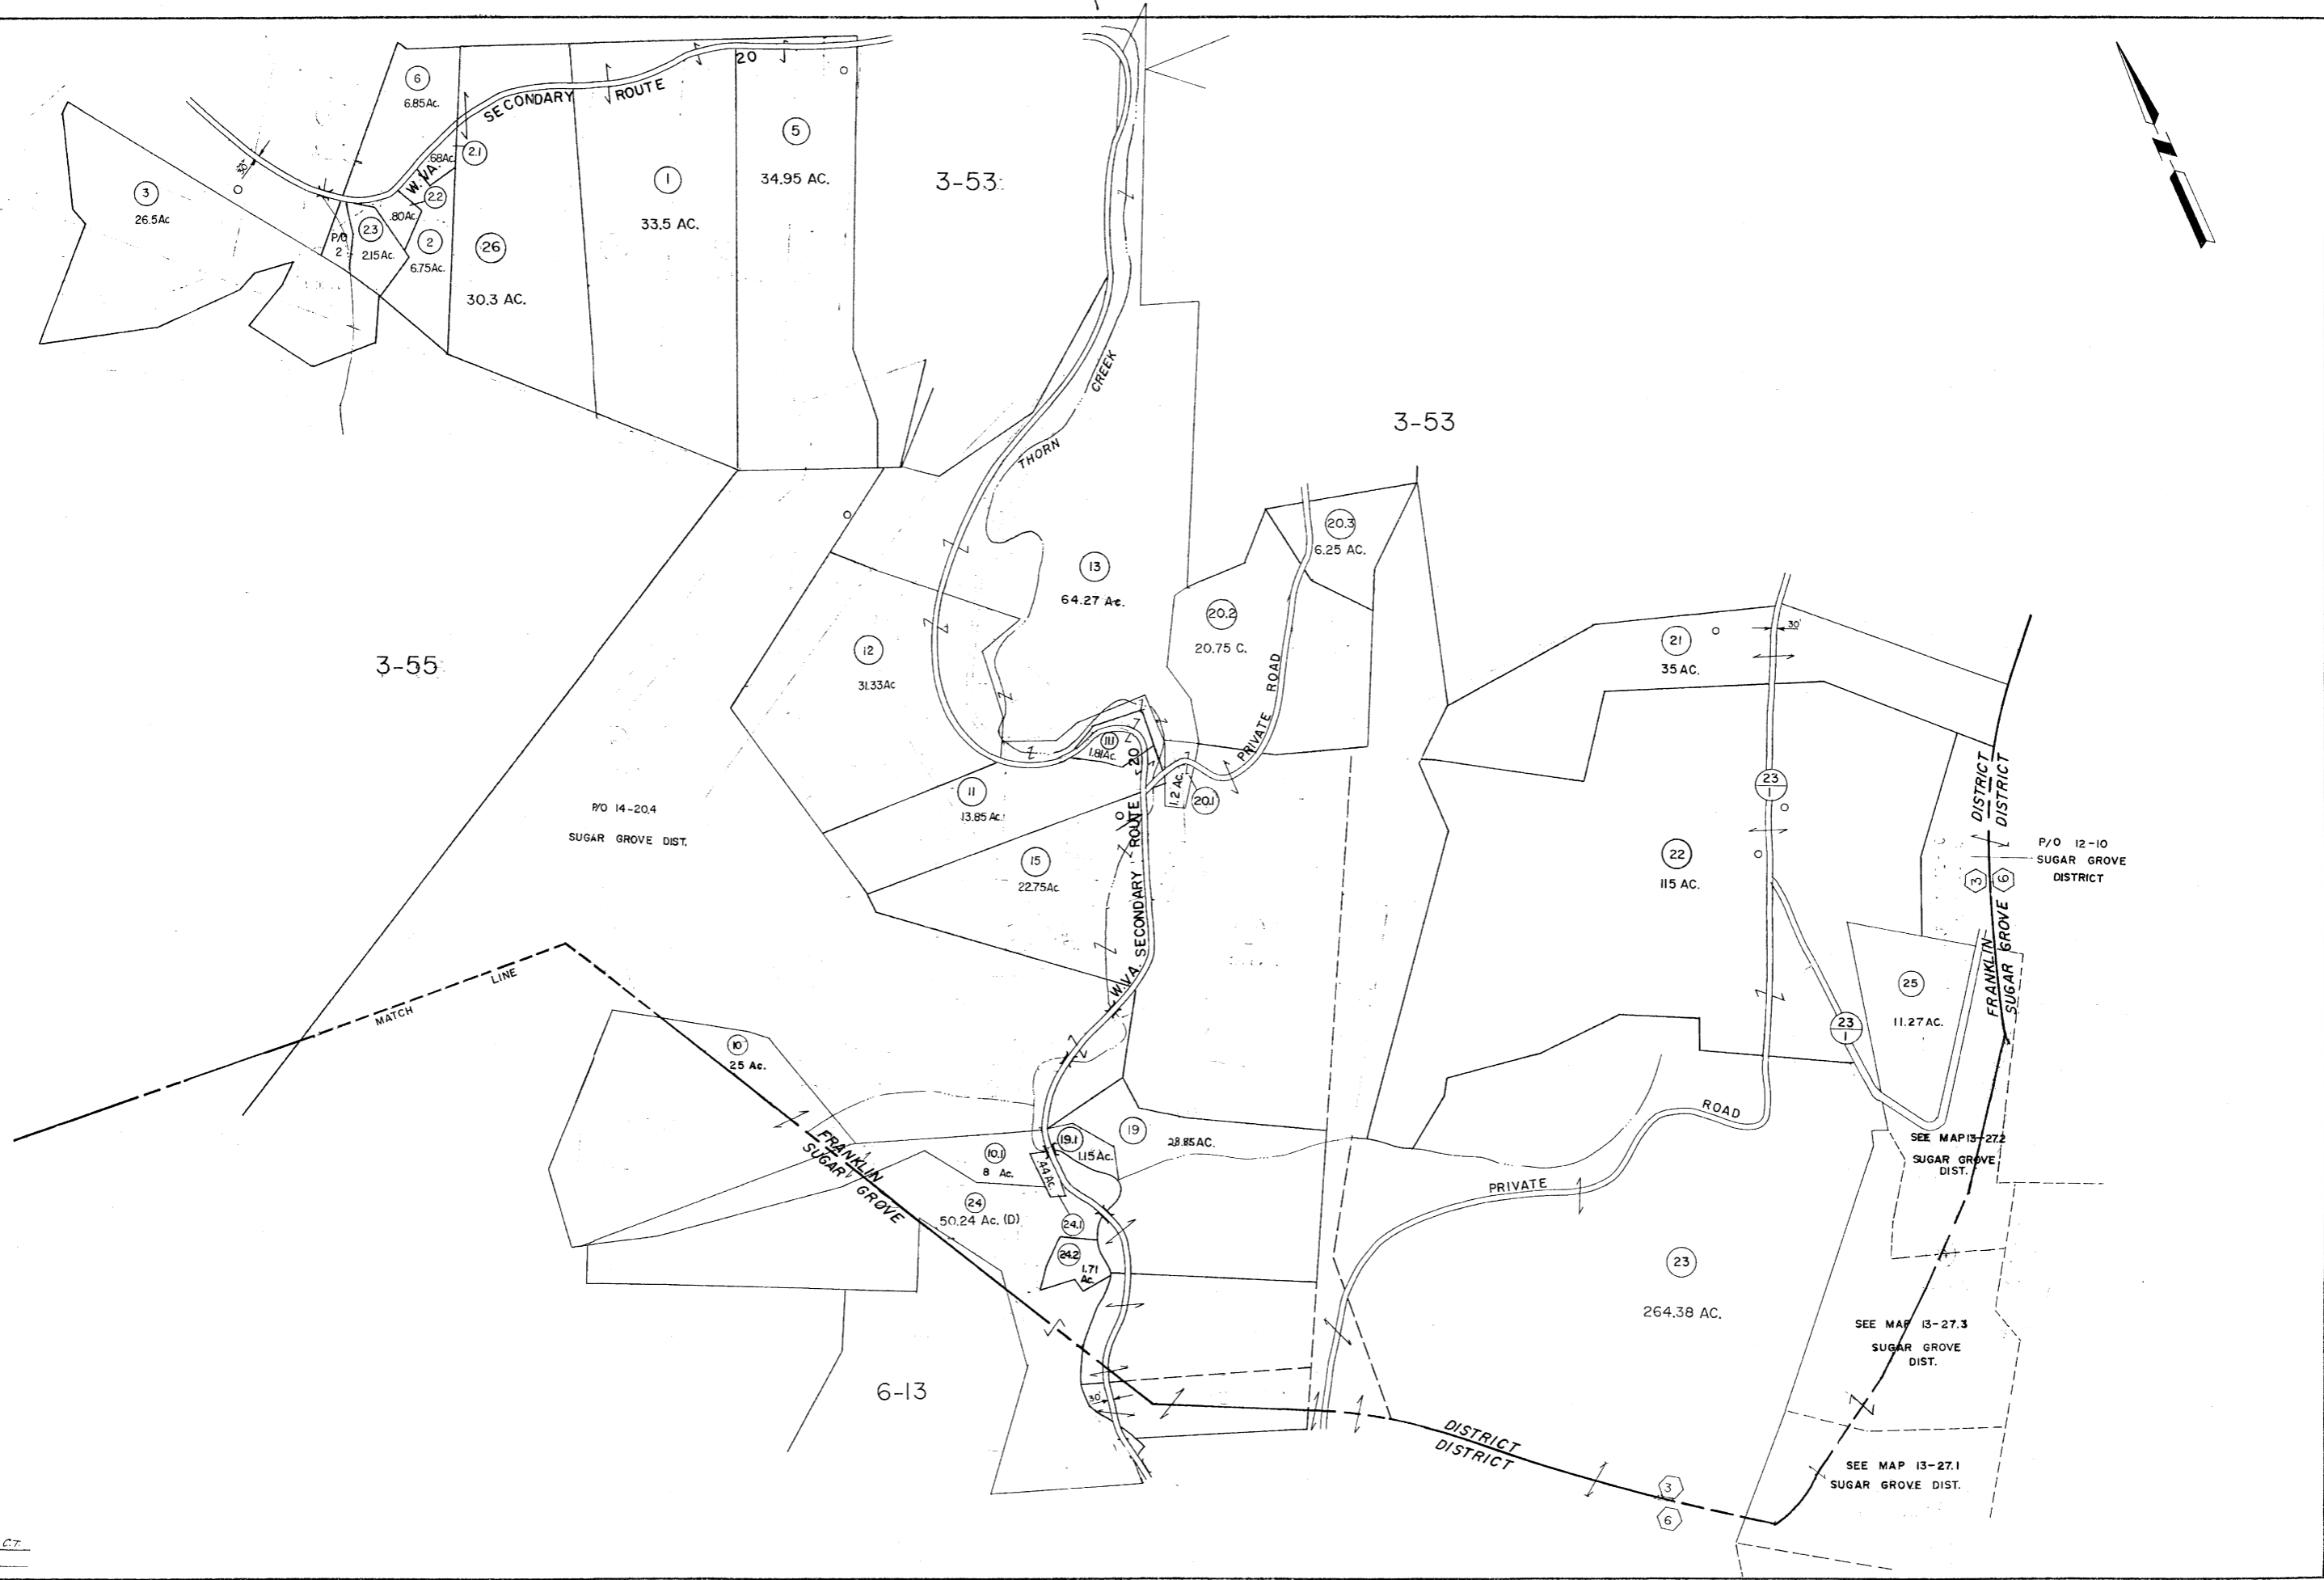 6
6.85Ac.
3
26.5Ac
30'
W. VA.
SECONDARY
ROUTE
20
.68Ac.
2.1
2.2
.80Ac.
2.3
2.15Ac.
P/O
2
2
6.75Ac.
26
30.3 AC.
1
33.5 AC.
5
34.95 AC.
3-53
THORN
CREEK
3-53
3-55
P/O 14-20.4
SUGAR GROVE DIST.
13
64.27 Ac.
12
31.33Ac
11
13.85 Ac.
11.1
1.81Ac.
15
22.75Ac.
W. VA. SECONDARY ROUTE 20
20.3
6.25 AC.
20.2
20.75 C.
PRIVATE ROAD
1.2 Ac.
20.1
21
35 AC.
30'
23
1
22
115 AC.
23
1
25
11.27 AC.
DISTRICT
DISTRICT
3
6
FRANKLIN
SUGAR GROVE
P/O 12-10
SUGAR GROVE
DISTRICT
MATCH
LINE
10
25 Ac.
FRANKLIN
SUGAR GROVE
10.1
8 Ac.
19.1
1.15Ac.
.44 Ac.
19
28.85AC.
24
50.24 Ac. (D)
24.1
24.2
1.71
Ac.
PRIVATE
ROAD
23
264.38 AC.
SEE MAP 13-27.2
SUGAR GROVE
DIST.
SEE MAP 13-27.3
SUGAR GROVE
DIST.
SEE MAP 13-27.1
SUGAR GROVE DIST.
6-13
30'
DISTRICT
DISTRICT
3
6
C.T.